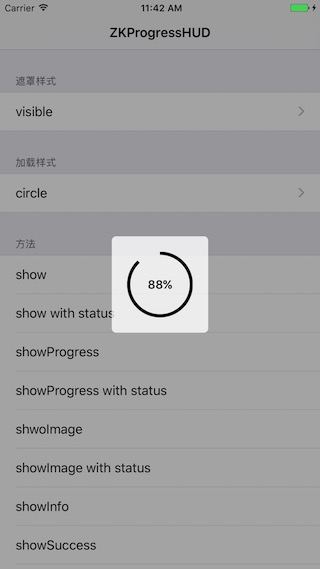 Carrier 11:42 AM
ZKProgressHUD
遮罩样式
visible
加载样式
circle
方法
show
88%
show with status
showProgress
showProgress with status
shwoImage
showImage with status
showInfo
showSuccess